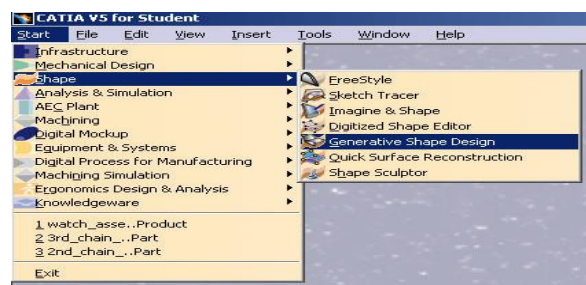 CATIA V5 for Student
Start File Edit View Insert Tools Window Help
Infrastructure
Mechanical Design
Shape
Analysis & Simulation
AEC Plant
Machining
Digital Mockup
Equipment & Systems
Digital Process for Manufacturing
Machining Simulation
Ergonomics Design & Analysis
Knowledgeware
1 watch_asse..Product
2 3rd_chain_..Part
3 2nd_chain_..Part
Exit
FreeStyle
Sketch Tracer
Imagine & Shape
Digitized Shape Editor
Generative Shape Design
Quick Surface Reconstruction
Shape Sculptor